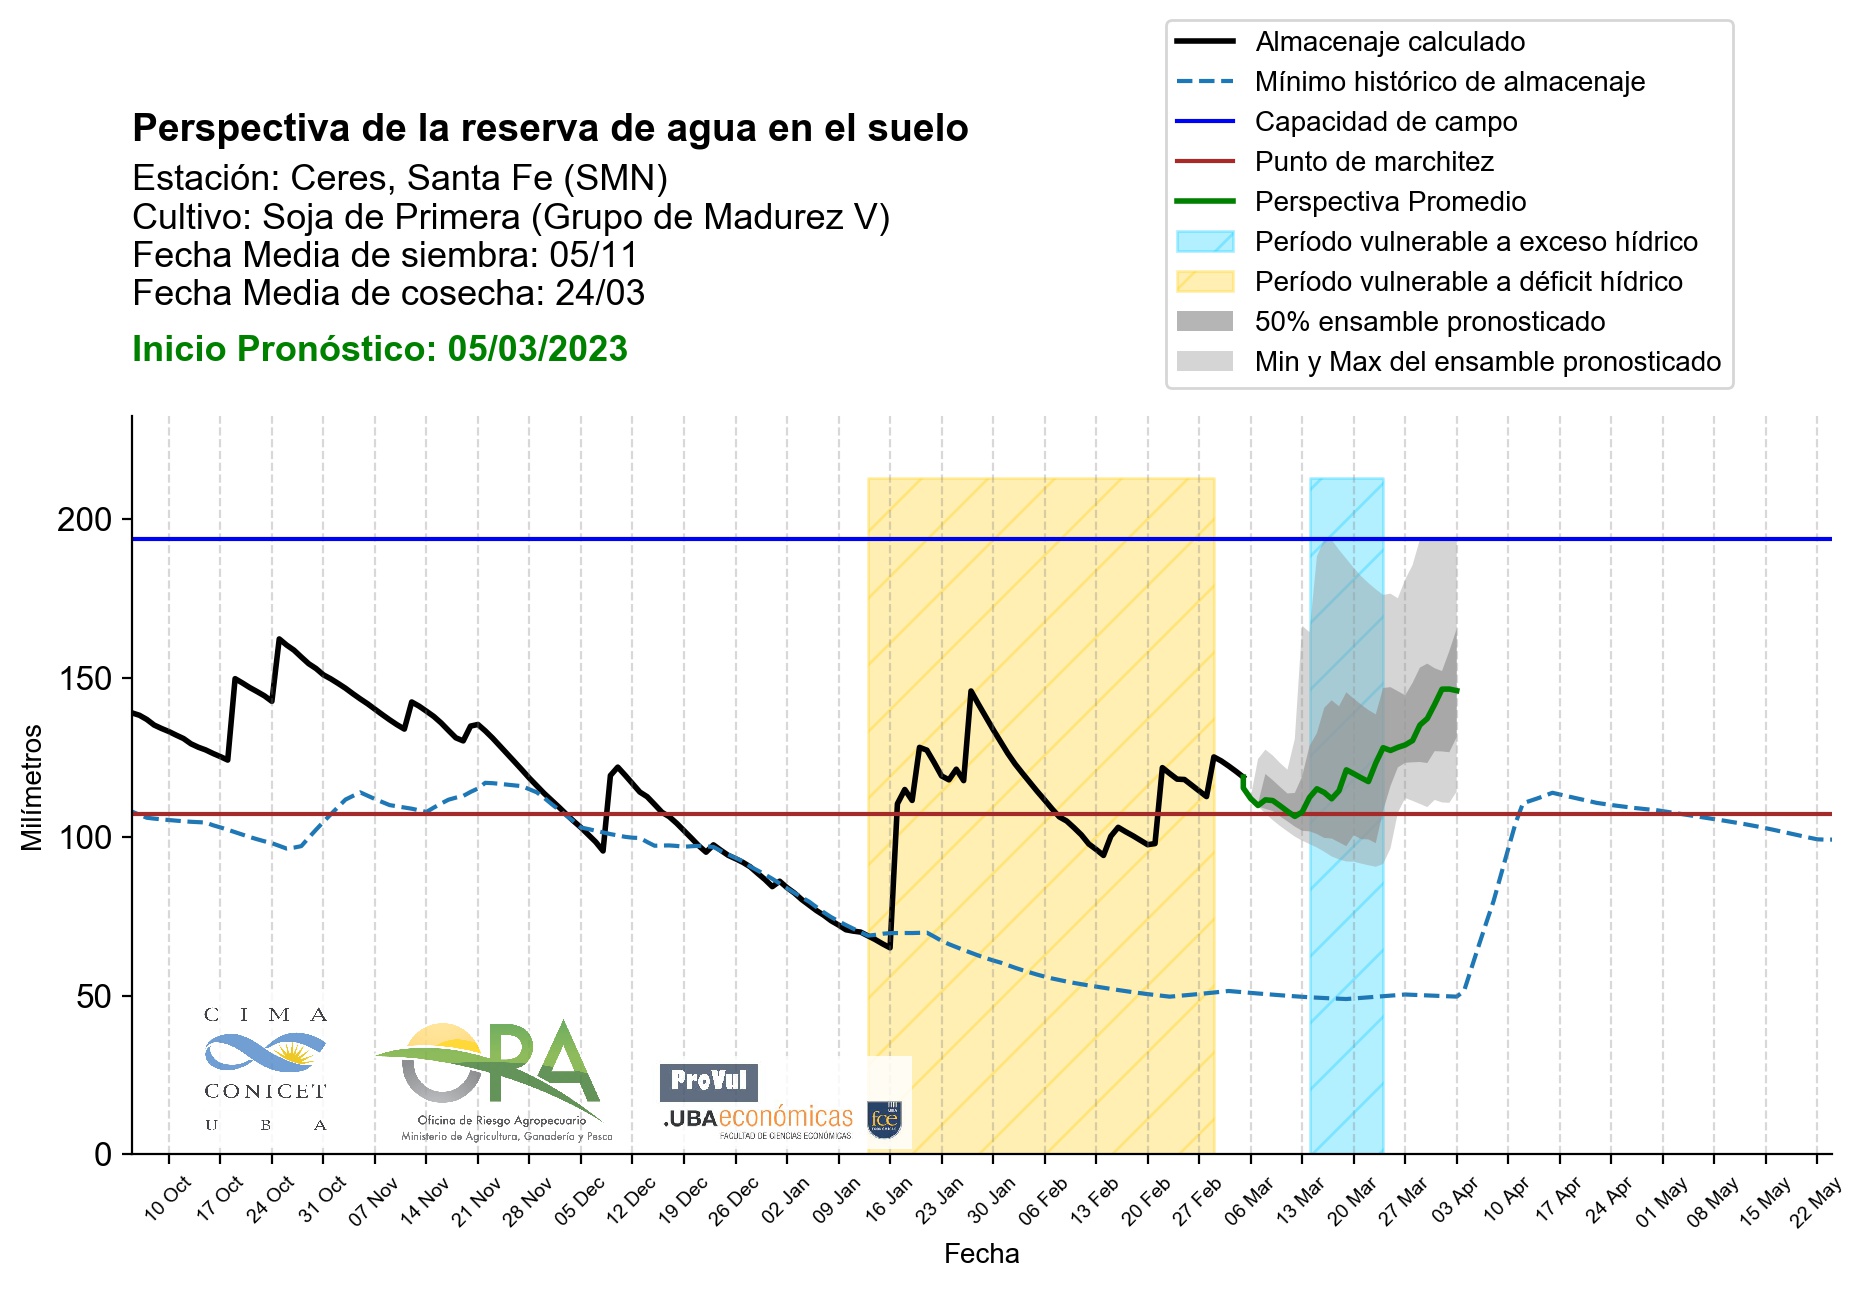 Almacenaje calculado
Mínimo histórico de almacenaje
Capacidad de campo
Punto de marchitez
Perspectiva Promedio
Período vulnerable a exceso hídrico
Período vulnerable a déficit hídrico
50% ensamble pronosticado
Min y Max del ensamble pronosticado
Perspectiva de la reserva de agua en el suelo
Estación: Ceres, Santa Fe (SMN)
Cultivo: Soja de Primera (Grupo de Madurez V)
Fecha Media de siembra: 05/11
Fecha Media de cosecha: 24/03
Inicio Pronóstico: 05/03/2023
Milímetros
200
150
100
50
0
CIMA
CONICET
UBA
ORA
Oficina de Riesgo Agropecuario
Ministerio de Agricultura, Ganadería y Pesca
ProVul
.UBAeconómicas
FACULTAD DE CIENCIAS ECONÓMICAS
UBA
fce
ECONÓMICAS
10 Oct
17 Oct
24 Oct
31 Oct
07 Nov
14 Nov
21 Nov
28 Nov
05 Dec
12 Dec
19 Dec
26 Dec
02 Jan
09 Jan
16 Jan
23 Jan
30 Jan
06 Feb
13 Feb
20 Feb
27 Feb
06 Mar
13 Mar
20 Mar
27 Mar
03 Apr
10 Apr
17 Apr
24 Apr
01 May
08 May
15 May
22 May
Fecha